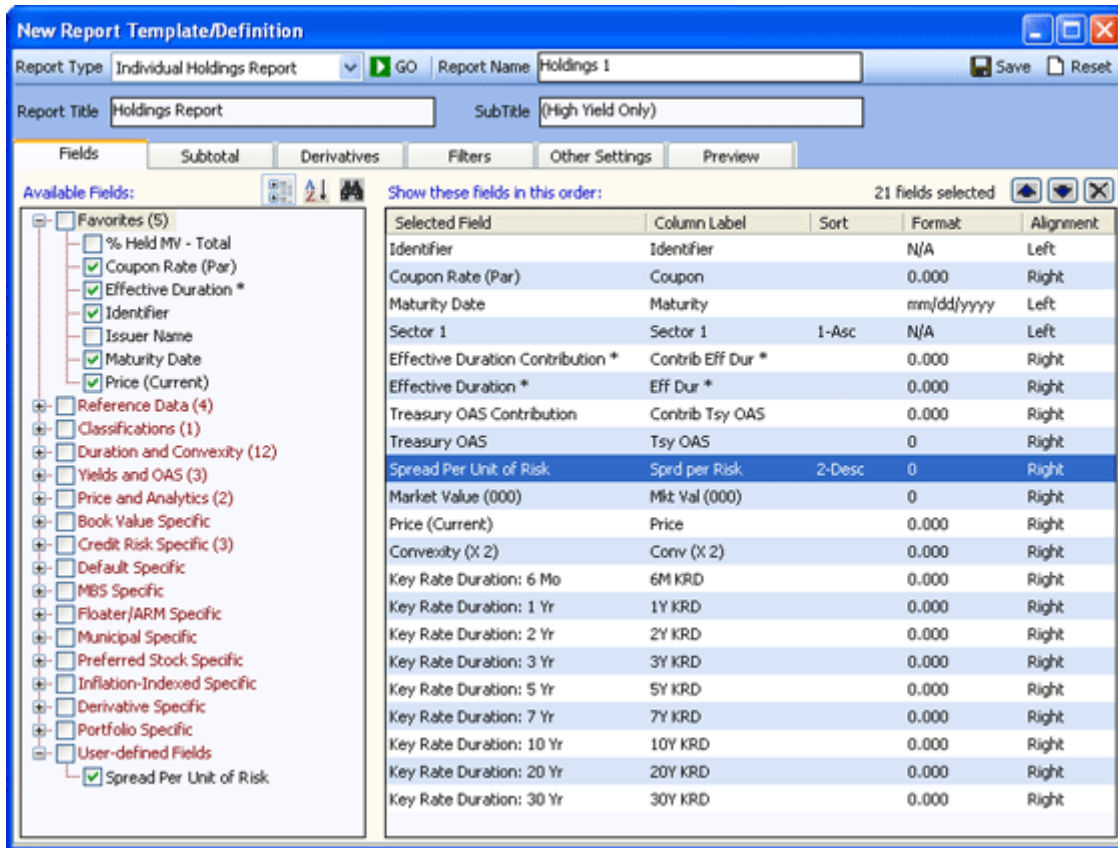 New Report Template/Definition
Report Type Individual Holdings Report GO Report Name Holdings 1 Save Reset
Report Title Holdings Report SubTitle (High Yield Only)
Fields Subtotal Derivatives Filters Other Settings Preview
Available Fields:
Favorites (5)
% Held MV - Total
Coupon Rate (Par)
Effective Duration *
Identifier
Issuer Name
Maturity Date
Price (Current)
Reference Data (4)
Classifications (1)
Duration and Convexity (12)
Yields and OAS (3)
Price and Analytics (2)
Book Value Specific
Credit Risk Specific (3)
Default Specific
MBS Specific
Floater/ARM Specific
Municipal Specific
Preferred Stock Specific
Inflation-Indexed Specific
Derivative Specific
Portfolio Specific
User-defined Fields
Spread Per Unit of Risk
Show these fields in this order: 21 fields selected
Selected Field Column Label Sort Format Alignment
Identifier Identifier N/A Left
Coupon Rate (Par) Coupon 0.000 Right
Maturity Date Maturity mm/dd/yyyy Left
Sector 1 Sector 1 1-Asc N/A Left
Effective Duration Contribution * Contrib Eff Dur * 0.000 Right
Effective Duration * Eff Dur * 0.000 Right
Treasury OAS Contribution Contrib Tsy OAS 0.000 Right
Treasury OAS Tsy OAS 0 Right
Spread Per Unit of Risk Sprd per Risk 2-Desc 0 Right
Market Value (000) Mkt Val (000) 0 Right
Price (Current) Price 0.000 Right
Convexity (X 2) Conv (X 2) 0.000 Right
Key Rate Duration: 6 Mo 6M KRD 0.000 Right
Key Rate Duration: 1 Yr 1Y KRD 0.000 Right
Key Rate Duration: 2 Yr 2Y KRD 0.000 Right
Key Rate Duration: 3 Yr 3Y KRD 0.000 Right
Key Rate Duration: 5 Yr 5Y KRD 0.000 Right
Key Rate Duration: 7 Yr 7Y KRD 0.000 Right
Key Rate Duration: 10 Yr 10Y KRD 0.000 Right
Key Rate Duration: 20 Yr 20Y KRD 0.000 Right
Key Rate Duration: 30 Yr 30Y KRD 0.000 Right